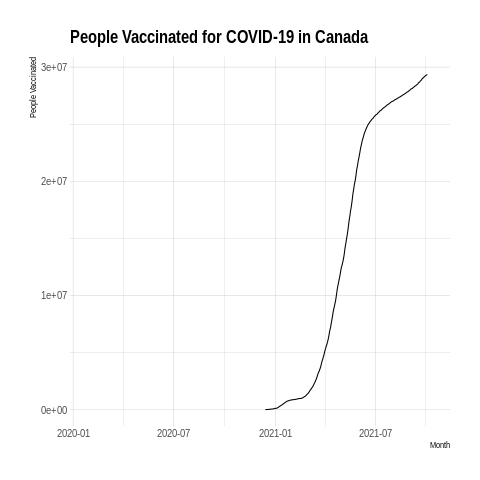 People Vaccinated for COVID-19 in Canada
People Vaccinated
3e+07
2e+07
1e+07
0e+00
2020-01 2020-07 2021-01 2021-07
Month